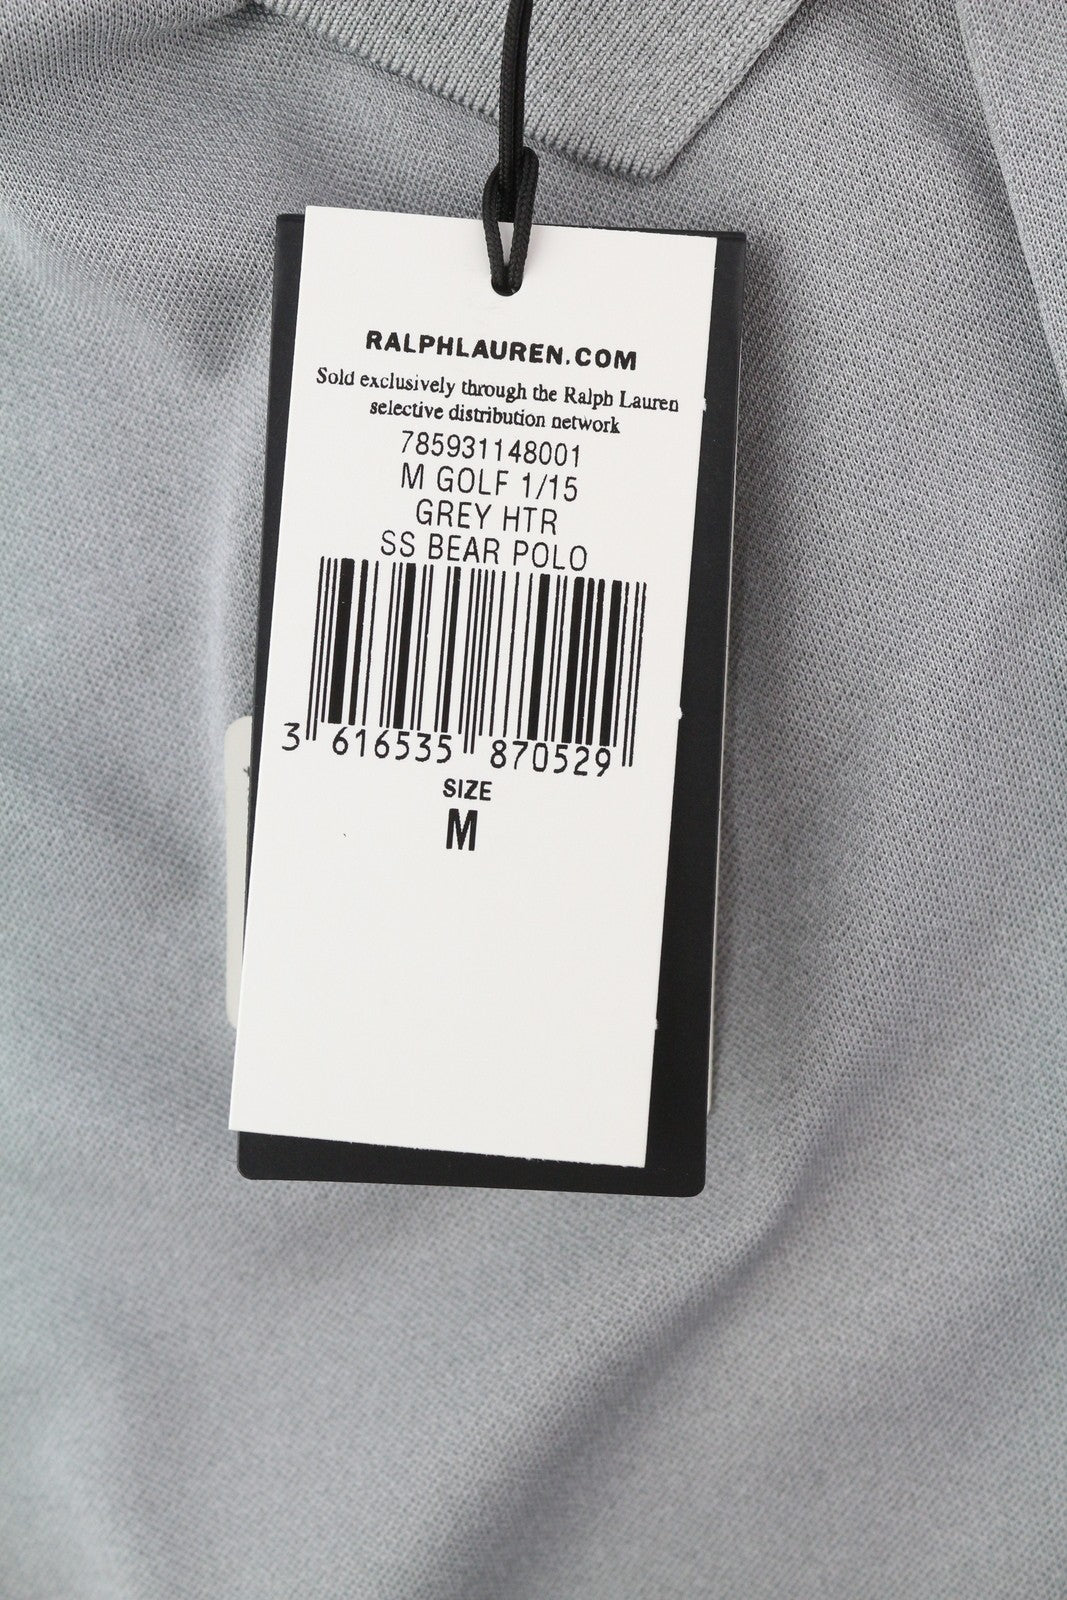 RALPHLAUREN.COM
Sold exclusively through the Ralph Lauren
selective distribution network
785931148001
M GOLF 1/15
GREY HTR
SS BEAR POLO
3 616535 870529
SIZE
M